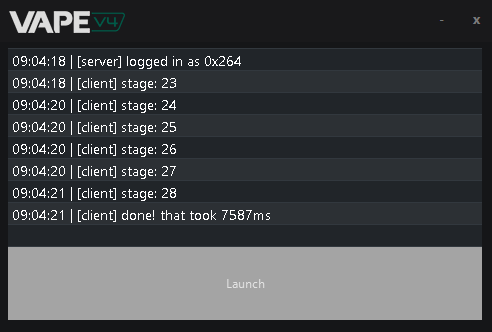 VAPE V4
- x
09:04:18 | [server] logged in as 0x264
09:04:18 | [client] stage: 23
09:04:20 | [client] stage: 24
09:04:20 | [client] stage: 25
09:04:20 | [client] stage: 26
09:04:20 | [client] stage: 27
09:04:21 | [client] stage: 28
09:04:21 | [client] done! that took 7587ms
Launch